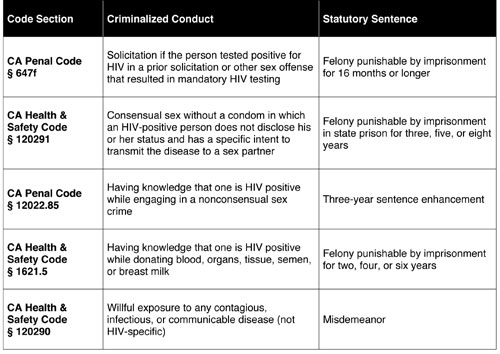 Code Section
Criminalized Conduct
Statutory Sentence
CA Penal Code
§ 647f
Solicitation if the person tested positive for
HIV in a prior solicitation or other sex offense
that resulted in mandatory HIV testing
Felony punishable by imprisonment
for 16 months or longer
CA Health &
Safety Code
§ 120291
Consensual sex without a condom in which
an HIV-positive person does not disclose his
or her status and has a specific intent to
transmit the disease to a sex partner
Felony punishable by imprisonment
in state prison for three, five, or eight
years
CA Penal Code
§ 12022.85
Having knowledge that one is HIV positive
while engaging in a nonconsensual sex
crime
Three-year sentence enhancement
CA Health &
Safety Code
§ 1621.5
Having knowledge that one is HIV positive
while donating blood, organs, tissue, semen,
or breast milk
Felony punishable by imprisonment
for two, four, or six years
CA Health &
Safety Code
§ 120290
Willful exposure to any contagious,
infectious, or communicable disease (not
HIV-specific)
Misdemeanor